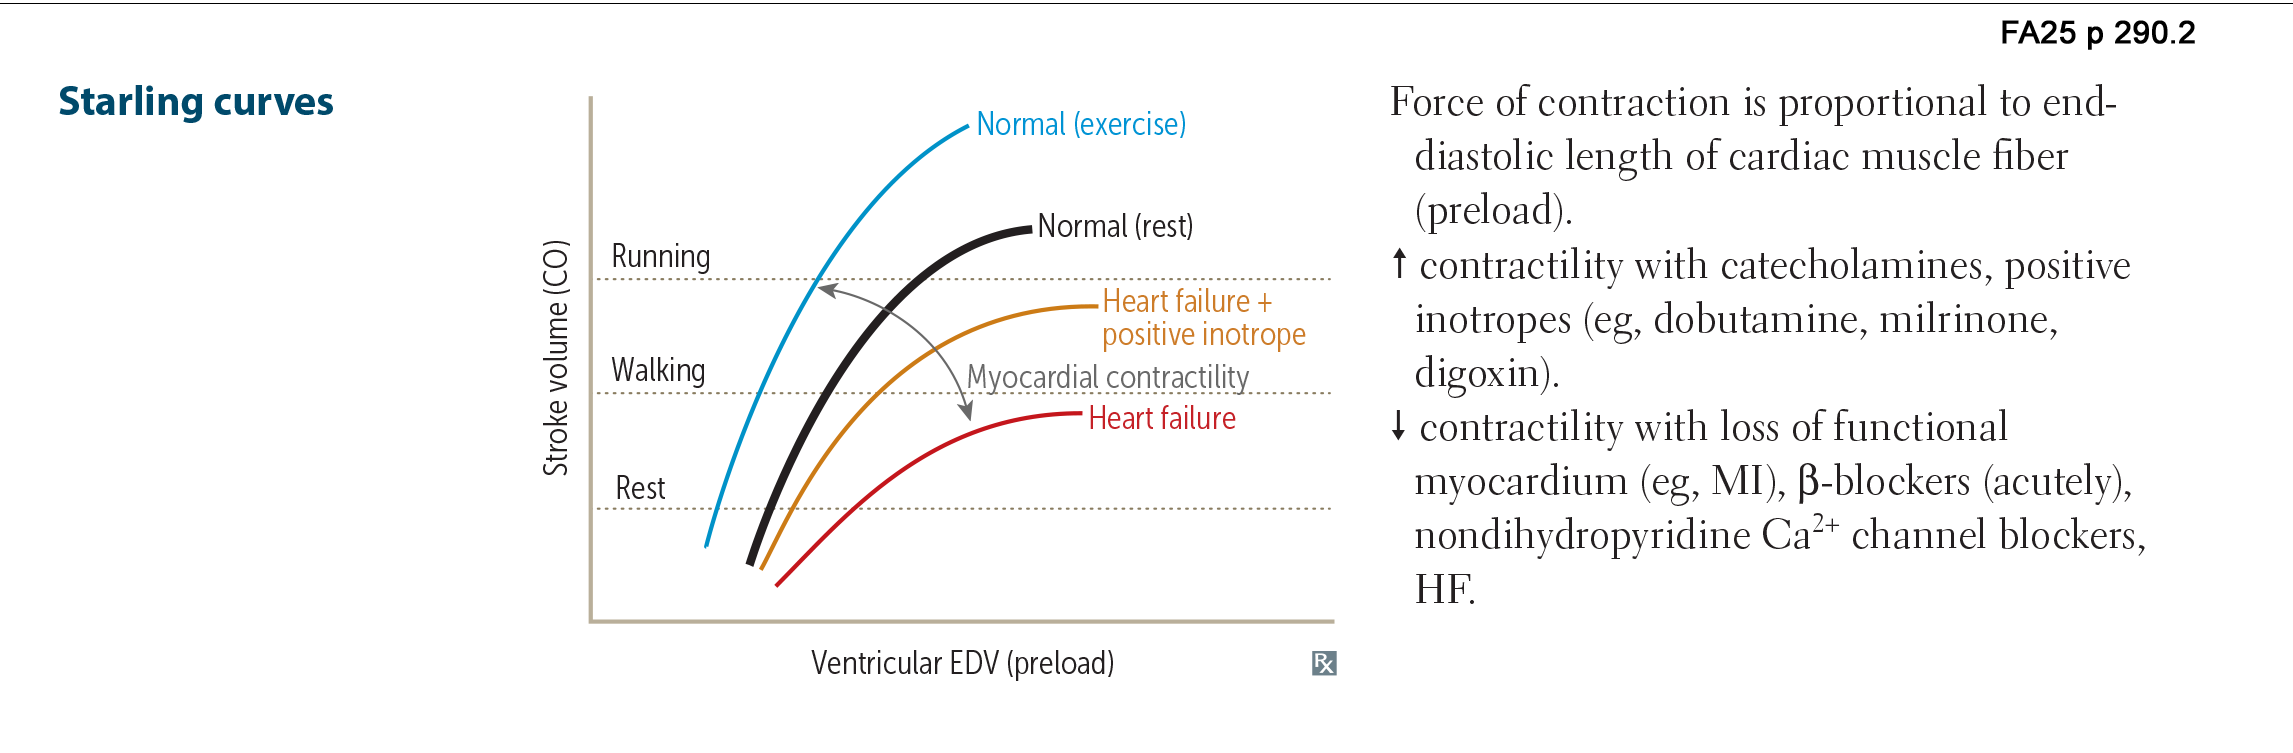 FA25 p 290.2
Starling curves
Normal (exercise)
Normal (rest)
Running
Heart failure +
positive inotrope
Walking
Myocardial contractility
Heart failure
Rest
Stroke volume (CO)
Ventricular EDV (preload)
Rx
Force of contraction is proportional to end-
diastolic length of cardiac muscle fiber
(preload).
↑ contractility with catecholamines, positive
inotropes (eg, dobutamine, milrinone,
digoxin).
↓ contractility with loss of functional
myocardium (eg, MI), β-blockers (acutely),
nondihydropyridine Ca²⁺ channel blockers,
HF.